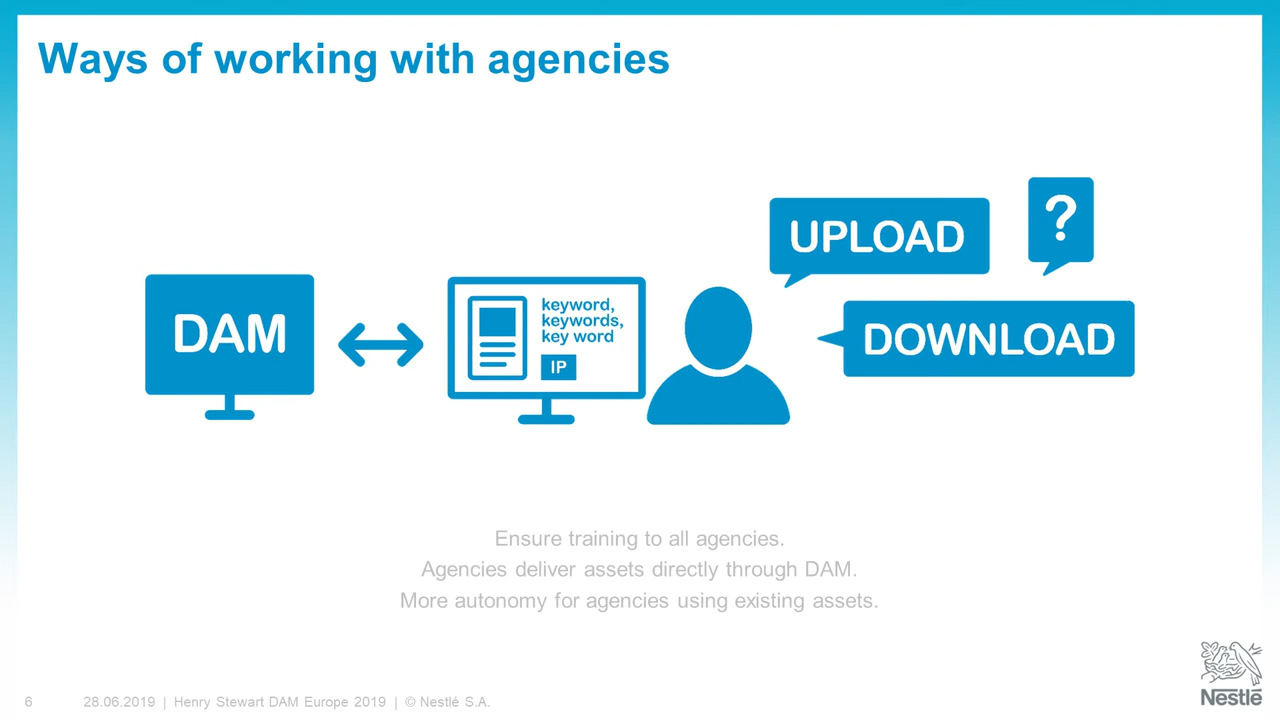 Ways of working with agencies
DAM
keyword,
keywords,
key word
IP
UPLOAD
?
DOWNLOAD
Ensure training to all agencies.
Agencies deliver assets directly through DAM.
More autonomy for agencies using existing assets.
6 28.06.2019 | Henry Stewart DAM Europe 2019 | © Nestlé S.A.
Nestlé